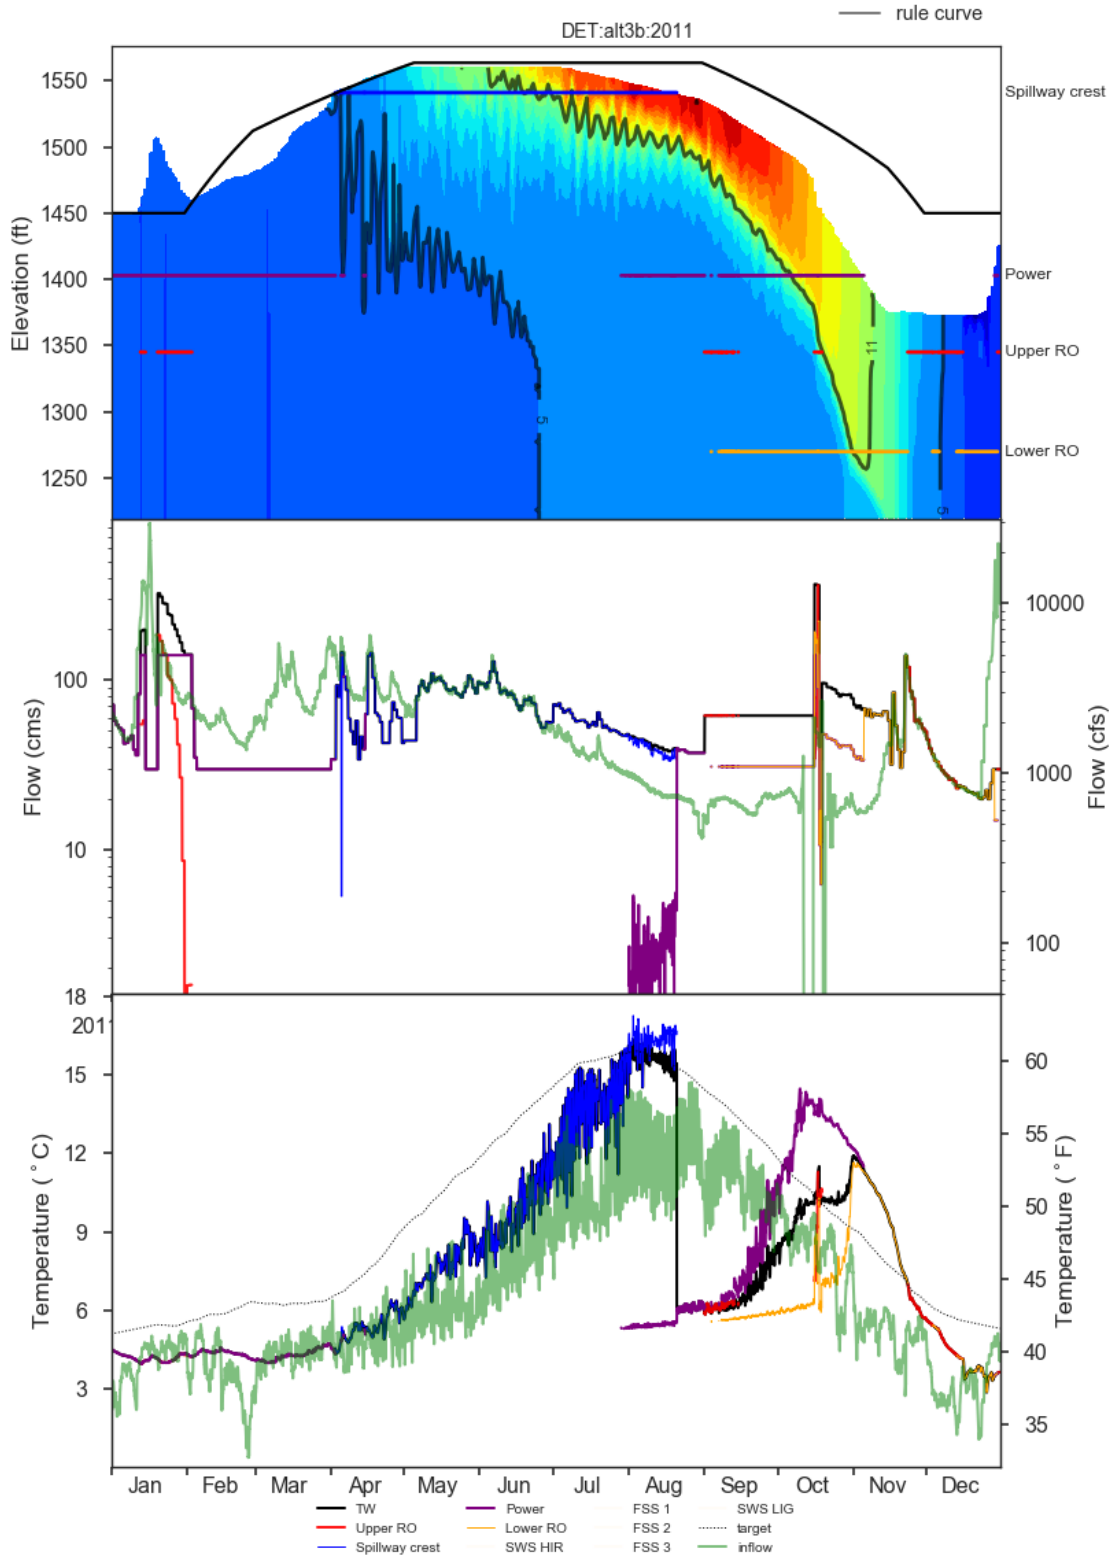 rule curve
DET:alt3b:2011
1550
1500
1450
1400
1350
1300
1250
Elevation (ft)
Spillway crest
Power
Upper RO
Lower RO
11
5
5
100
10
Flow (cms)
10000
1000
100
Flow (cfs)
18
201
15
12
9
6
3
Temperature ( °C)
60
55
50
45
40
35
Temperature ( °F)
Jan Feb Mar Apr May Jun Jul Aug Sep Oct Nov Dec
TW Power FSS 1 SWS LIG
Upper RO Lower RO FSS 2 target
Spillway crest SWS HIR FSS 3 inflow